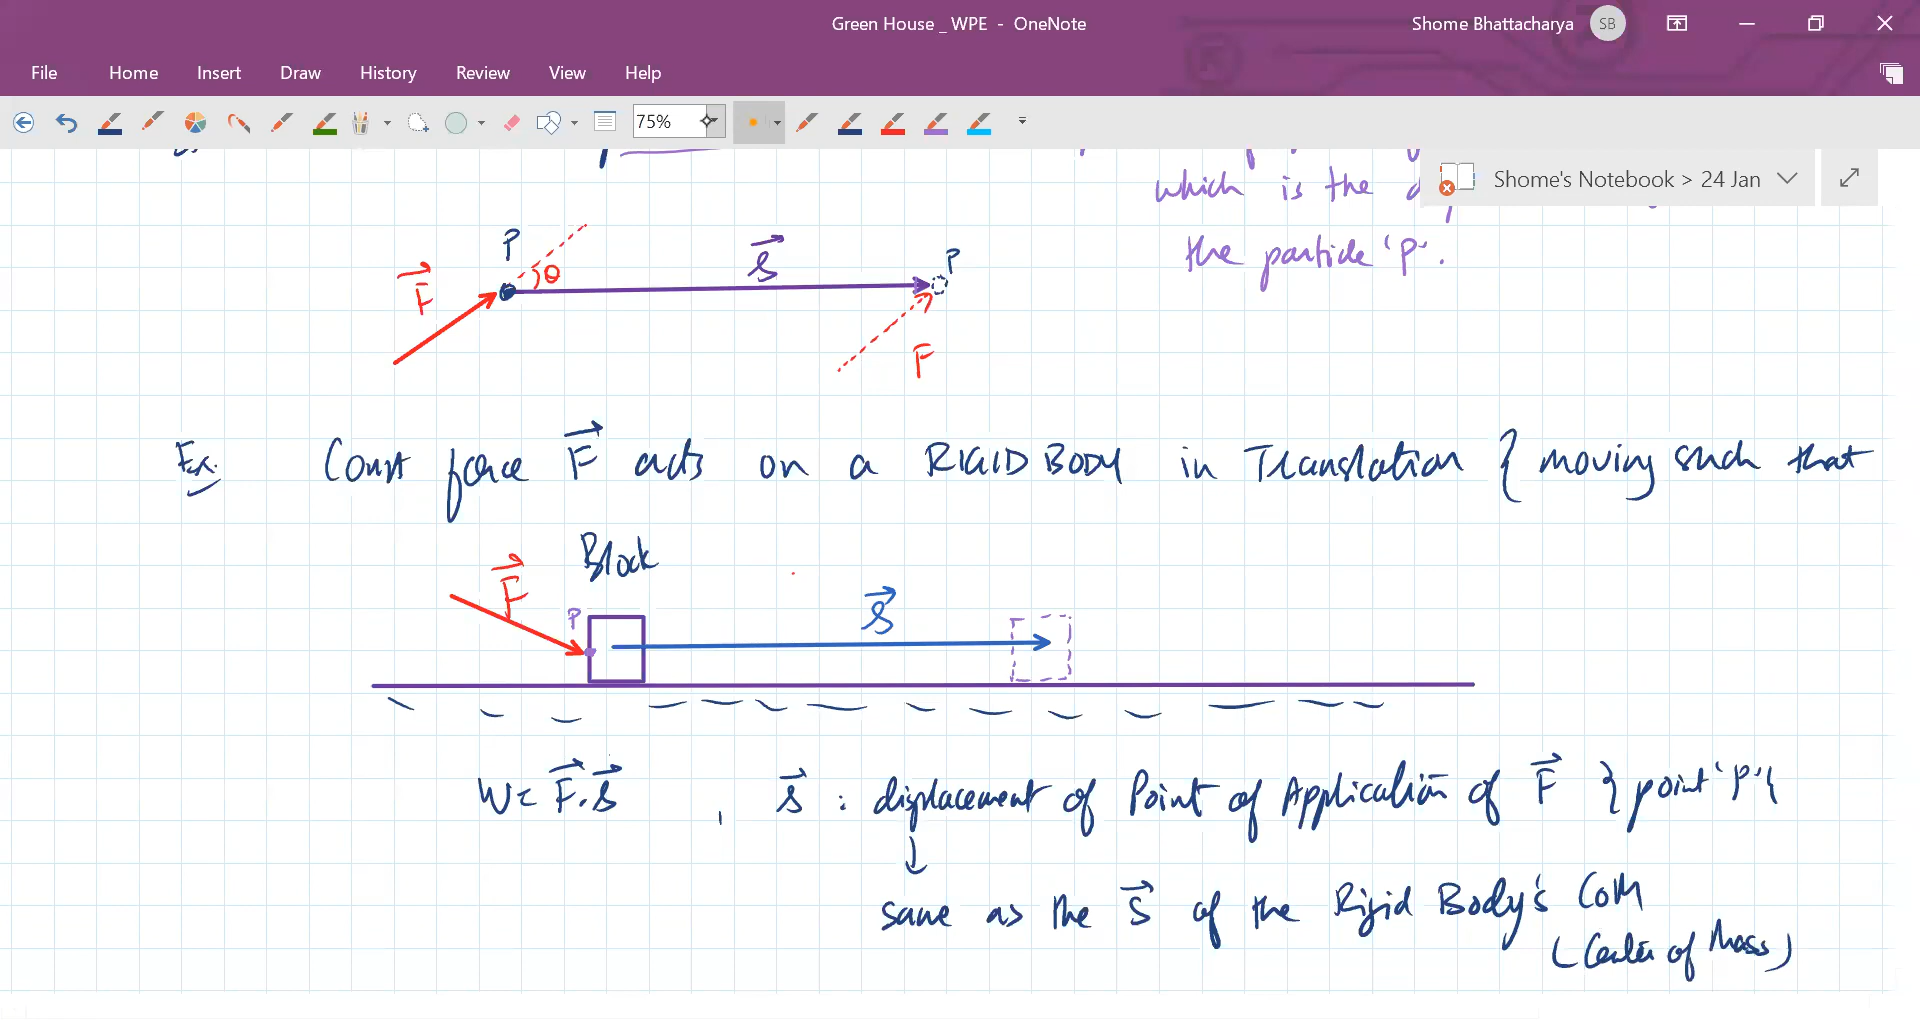 Green House _ WPE - OneNote
Shome Bhattacharya SB
File Home Insert Draw History Review View Help
75%
Shome's Notebook > 24 Jan
which is the
the particle 'P'.
P
θ
F
s
P
F
Ex. Const force F acts on a RIGID BODY in Translation { moving such that
Block
F
P
s
W = F.s , s : displacement of Point of Application of F } point 'P' {
same as the s of the Rigid Body's COM
(Center of Mass)